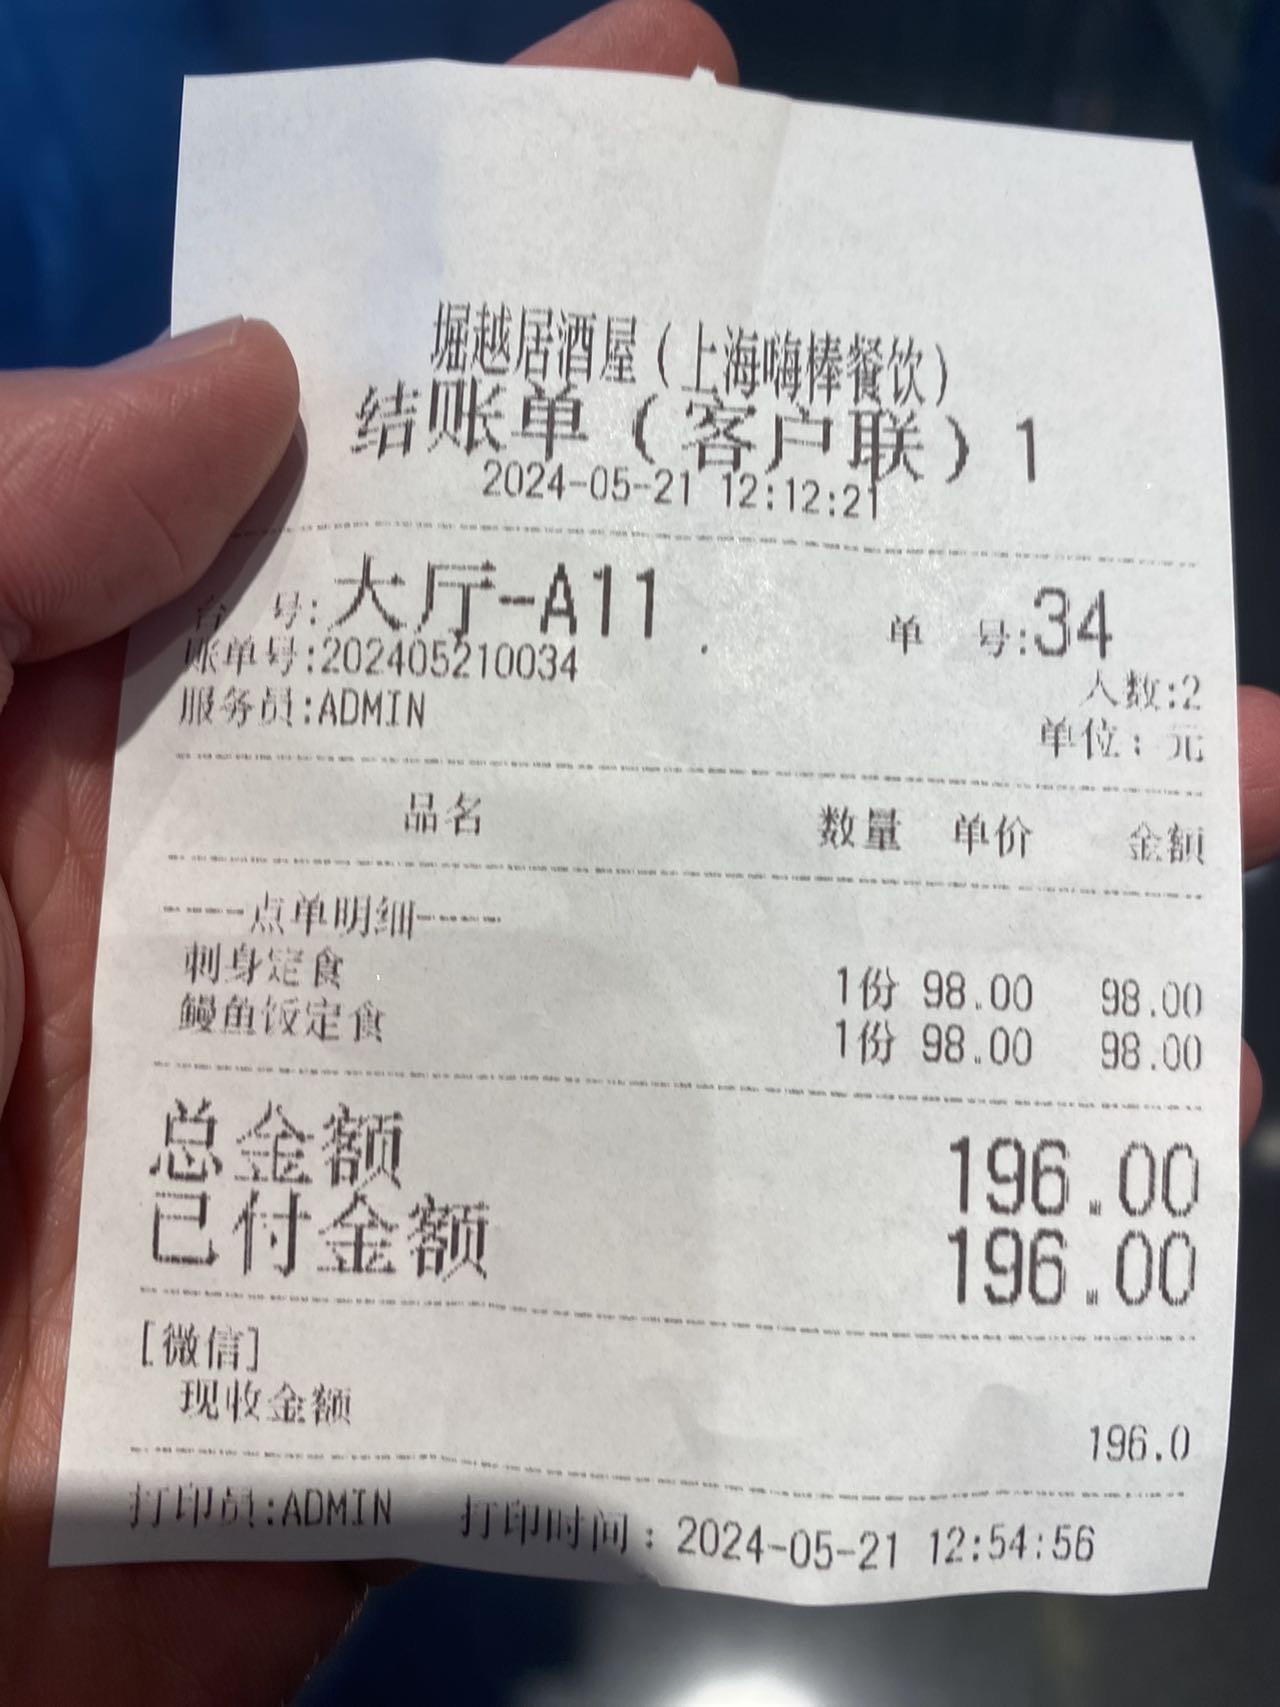 堀越居酒屋(上海嗨棒餐饮)
结账单(客户联)1
2024-05-21 12:12:21
台 号:大厅-A11 单 号:34
账单号:202405210034
人数:2
服务员:ADMIN
单位: 元
品名 数量 单价 金额
----点单明细----
刺身定食 1份 98.00 98.00
鳗鱼饭定食 1份 98.00 98.00
总金额 196.00
已付金额 196.00
[微信]
现收金额 196.0
打印员:ADMIN 打印时间: 2024-05-21 12:54:56